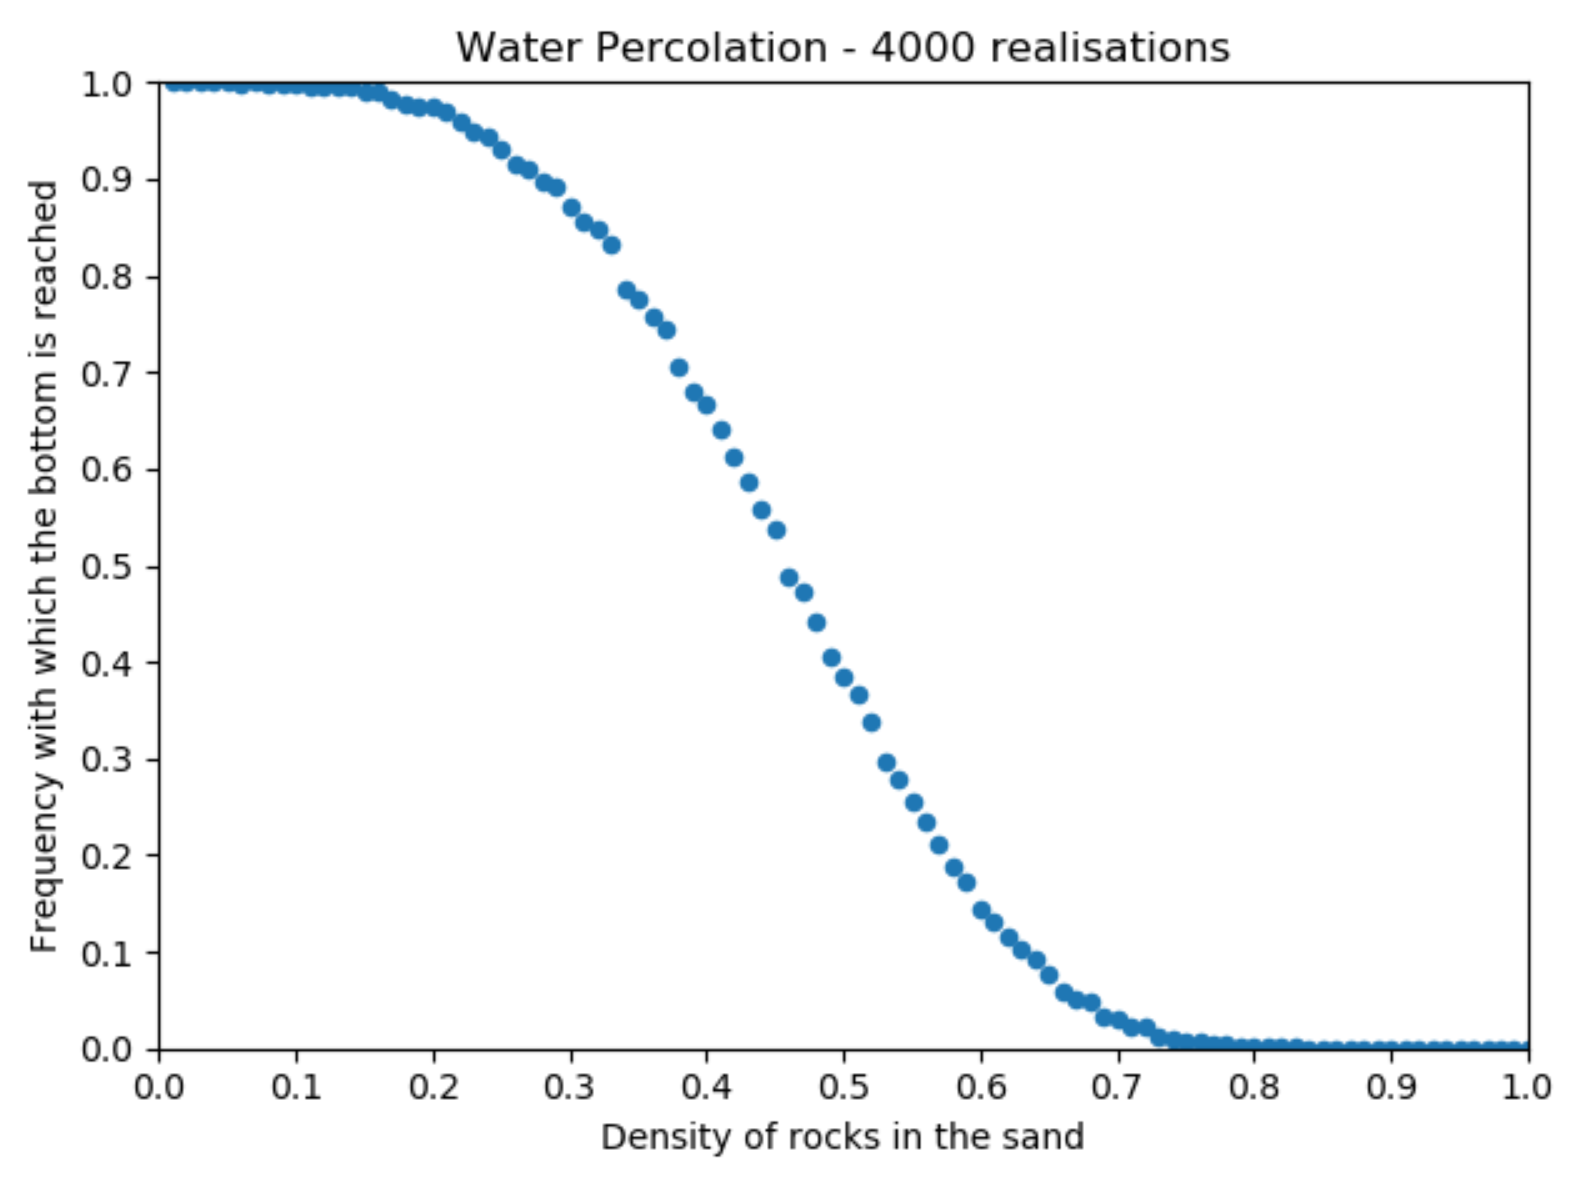 Water Percolation - 4000 realisations
1.0
0.9
0.8
0.7
0.6
0.5
0.4
0.3
0.2
0.1
0.0
Frequency with which the bottom is reached
0.0 0.1 0.2 0.3 0.4 0.5 0.6 0.7 0.8 0.9 1.0
Density of rocks in the sand